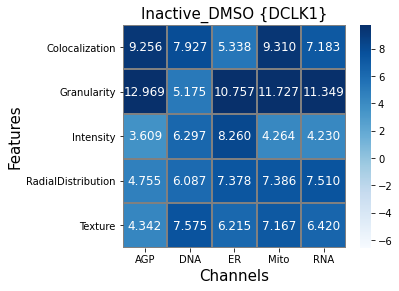 Inactive_DMSO {DCLK1}
Features
Colocalization 9.256 7.927 5.338 9.310 7.183
Granularity 12.969 5.175 10.757 11.727 11.349
Intensity 3.609 6.297 8.260 4.264 4.230
RadialDistribution 4.755 6.087 7.378 7.386 7.510
Texture 4.342 7.575 6.215 7.167 6.420
AGP DNA ER Mito RNA
Channels
8
6
4
2
0
−2
−4
−6